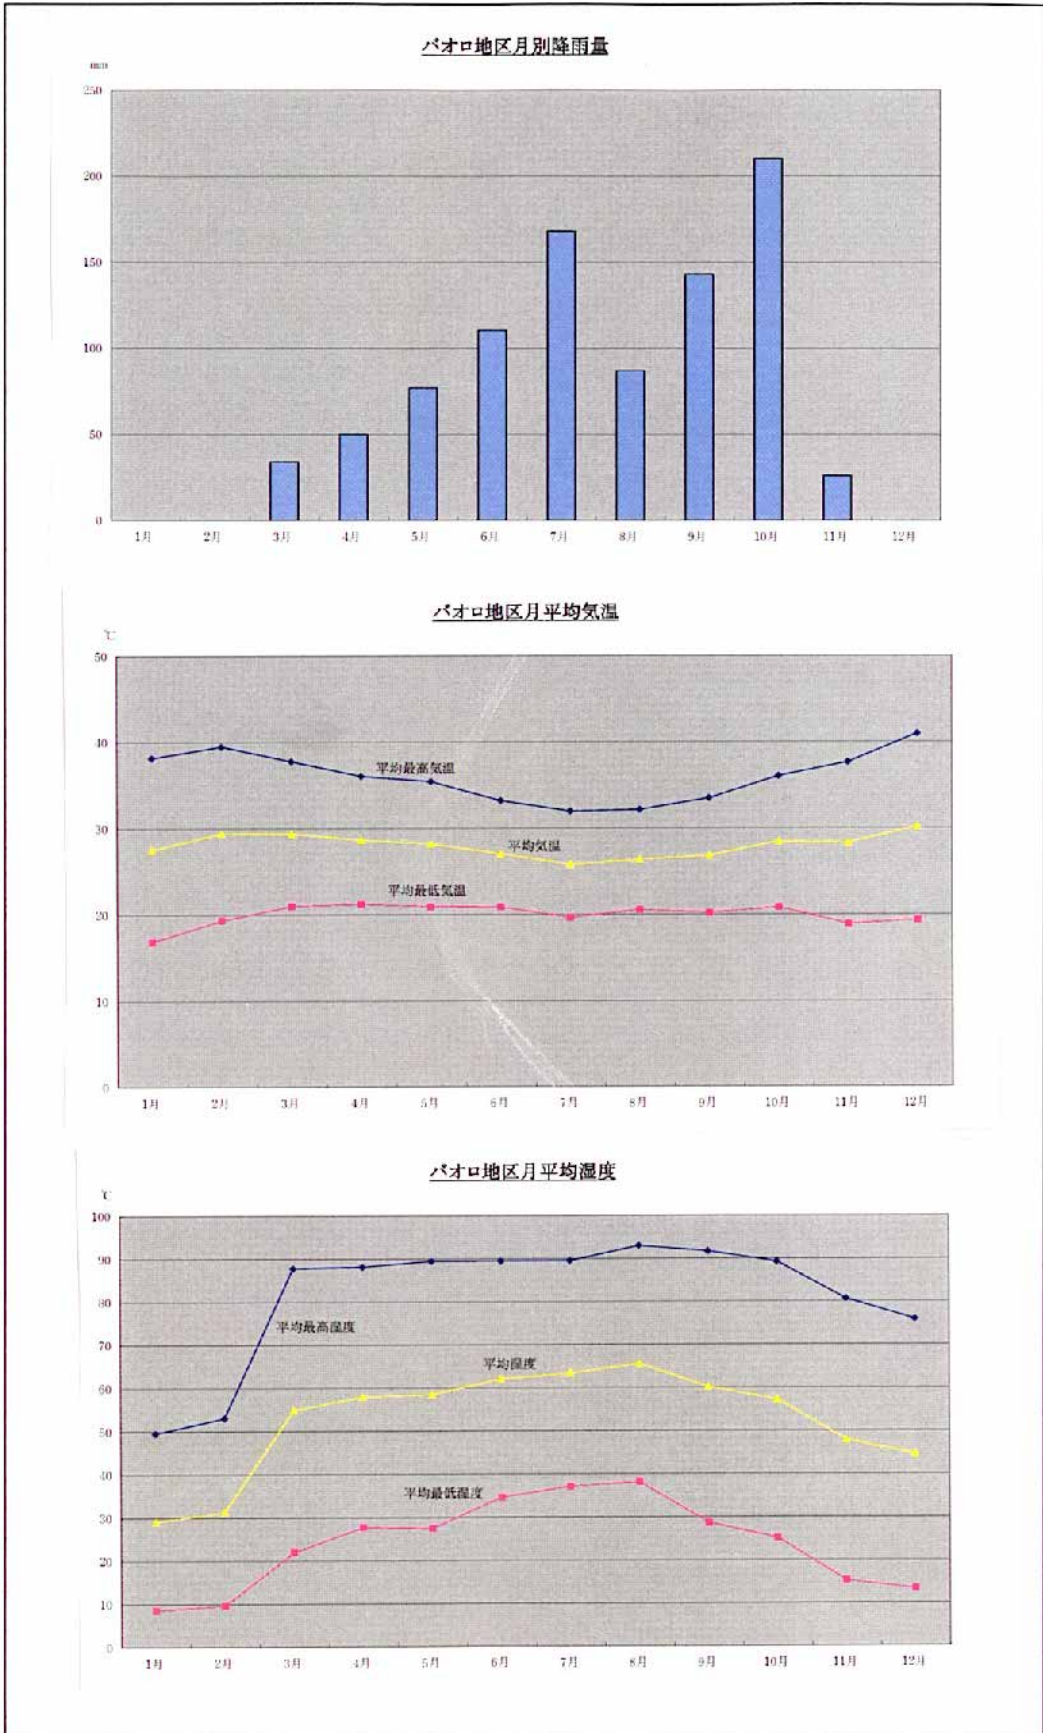 パオロ地区月別降雨量
mm
250
200
150
100
50
0
1月 2月 3月 4月 5月 6月 7月 8月 9月 10月 11月 12月
パオロ地区月平均気温
℃
50
40
30
20
10
0
平均最高気温
平均気温
平均最低気温
1月 2月 3月 4月 5月 6月 7月 8月 9月 10月 11月 12月
パオロ地区月平均湿度
℃
100
90
80
70
60
50
40
30
20
10
0
平均最高湿度
平均湿度
平均最低湿度
1月 2月 3月 4月 5月 6月 7月 8月 9月 10月 11月 12月